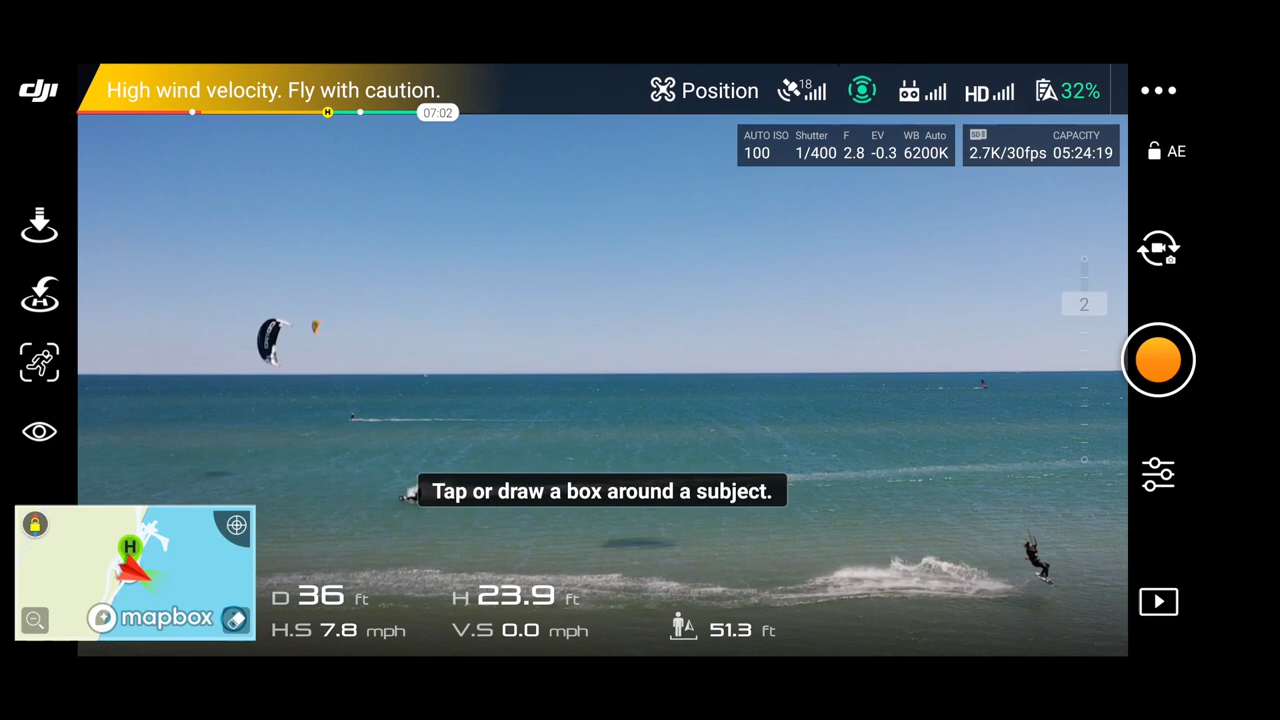 dji
High wind velocity. Fly with caution.
Position
18
HD
32%
H
07:02
AUTO ISO Shutter F EV WB Auto
100 1/400 2.8 -0.3 6200K
SD CAPACITY
2.7K/30fps 05:24:19
AE
2
Tap or draw a box around a subject.
H
mapbox
D 36 ft H 23.9 ft
H.S 7.8 mph V.S 0.0 mph 51.3 ft